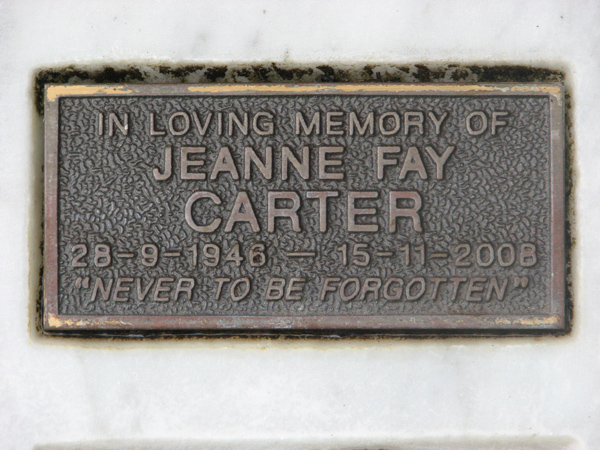 IN LOVING MEMORY OF
JEANNE FAY
CARTER
28-9-1946 — 15-11-2008
"NEVER TO BE FORGOTTEN"